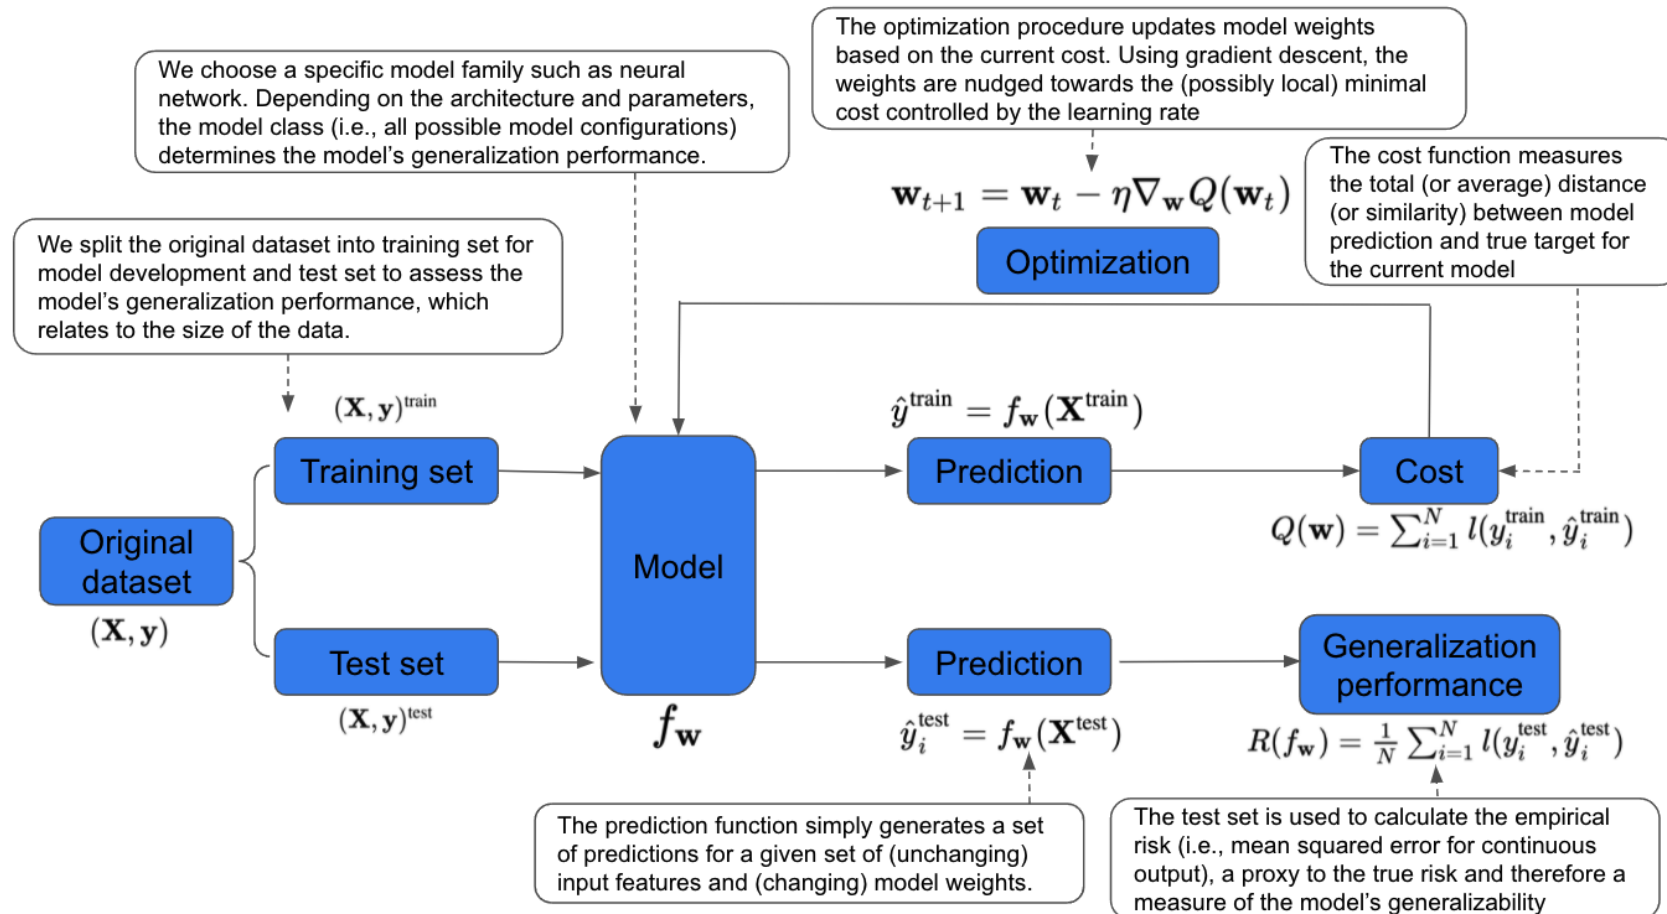 The optimization procedure updates model weights
based on the current cost. Using gradient descent, the
weights are nudged towards the (possibly local) minimal
cost controlled by the learning rate
We choose a specific model family such as neural
network. Depending on the architecture and parameters,
the model class (i.e., all possible model configurations)
determines the model's generalization performance.
The cost function measures
the total (or average) distance
(or similarity) between model
prediction and true target for
the current model
w_{t+1} = w_t − η∇_w Q(w_t)
Optimization
We split the original dataset into training set for
model development and test set to assess the
model's generalization performance, which
relates to the size of the data.
(X, y)^{train}
ŷ^{train} = f_w(X^{train})
Training set
Model
Prediction
Cost
Q(w) = ∑_{i=1}^{N} l(y_i^{train}, ŷ_i^{train})
Original
dataset
(X, y)
Test set
(X, y)^{test}
f_w
Prediction
ŷ_i^{test} = f_w(X^{test})
Generalization
performance
R(f_w) = \frac{1}{N} ∑_{i=1}^{N} l(y_i^{test}, ŷ_i^{test})
The prediction function simply generates a set
of predictions for a given set of (unchanging)
input features and (changing) model weights.
The test set is used to calculate the empirical
risk (i.e., mean squared error for continuous
output), a proxy to the true risk and therefore a
measure of the model's generalizability